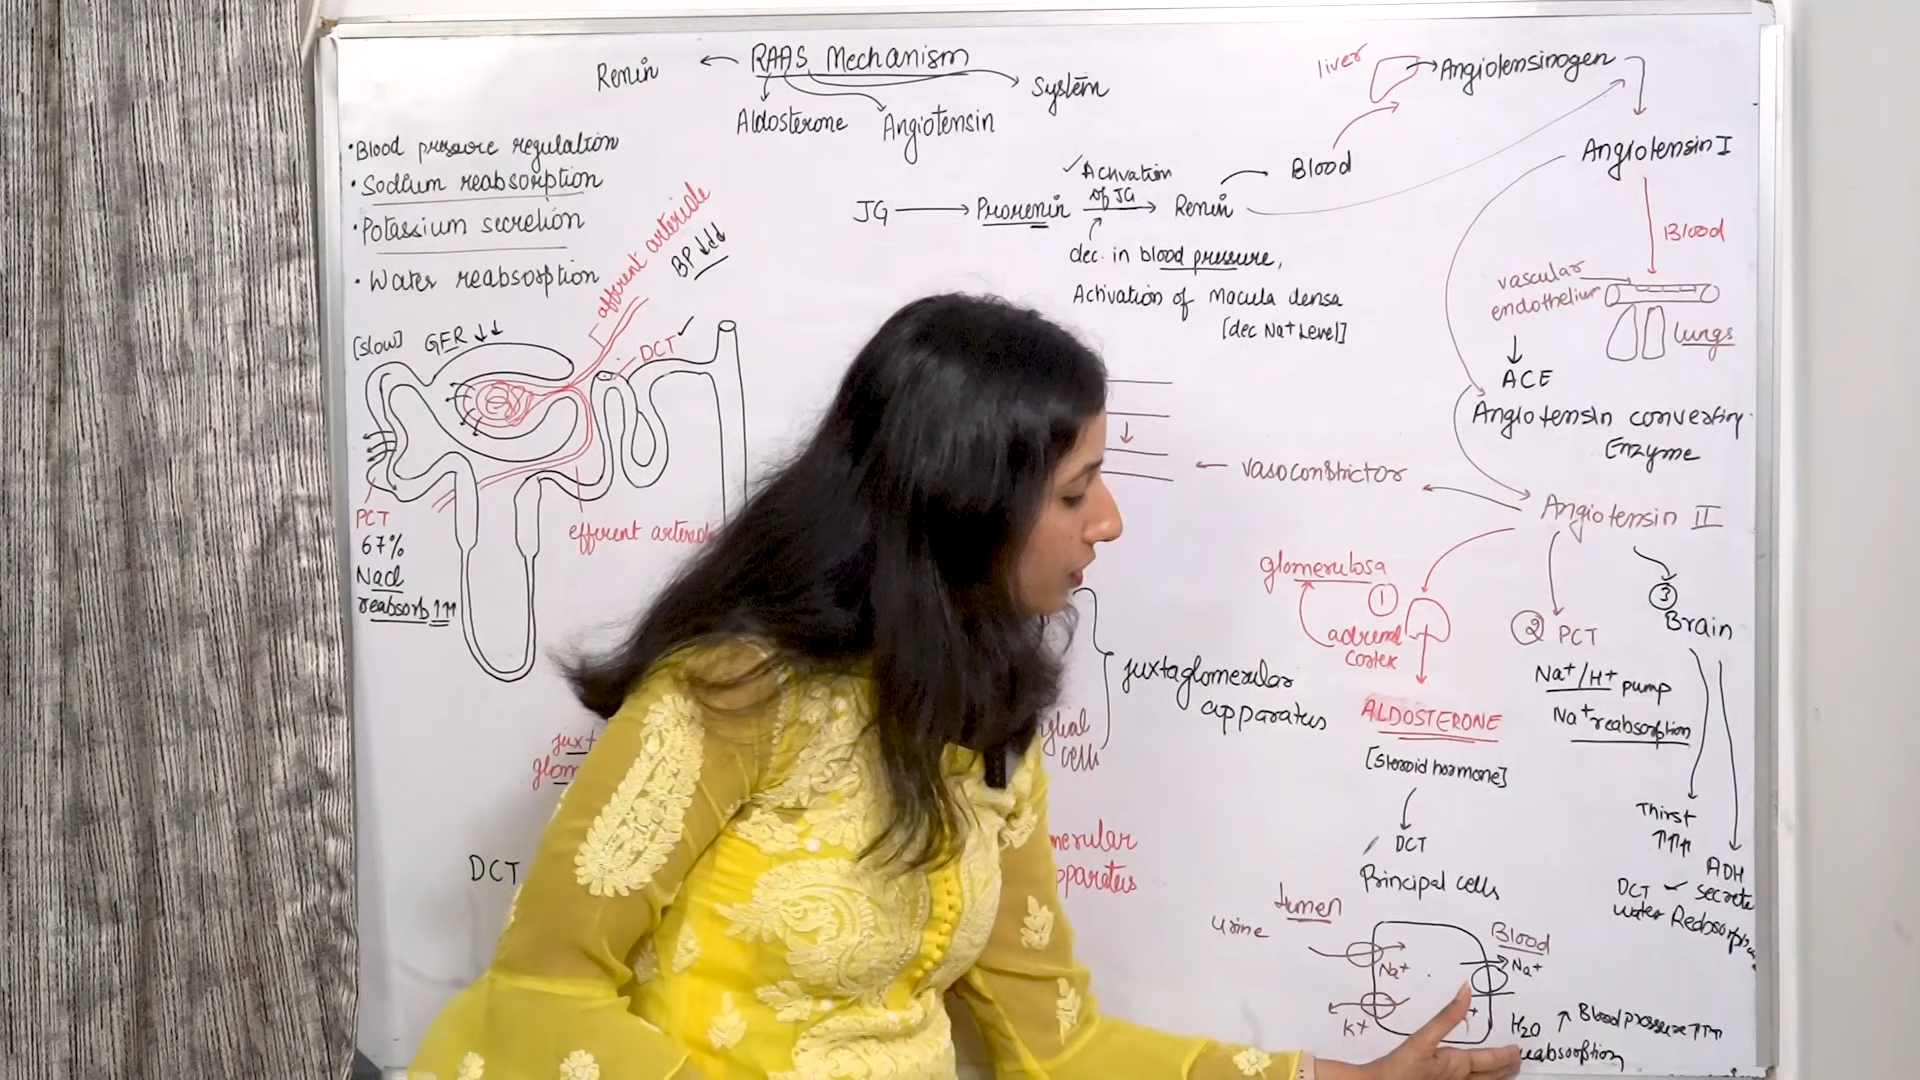 RAAS Mechanism
Renin
Aldosterone
Angiotensin
System
• Blood pressure regulation
• Sodium reabsorption
• Potassium secretion
• Water reabsorption
afferent arteriole
BP ↓↓↓
[slow] GFR ↓↓
DCT ✓
PCT
67%
Nacl
reabsorb ↑↑↑
efferent
JG → Prorenin
✓ Activation
of JG
→ Renin
Blood
dec. in blood pressure,
Activation of Macula densa
[dec Na+ Level]
liver
Angiotensinogen
Angiotensin I
Blood
vascular
endothelium
lungs
↓
ACE
Angiotensin converting
Enzyme
Angiotensin II
← vasoconstrictor
glomerulosa
①
adrenal
cortex
ALDOSTERONE
[Steroid hormone]
DCT
Principal cells
② PCT
Na+/H+ pump
Na+ reabsorption
③
Brain
Thirst
↑↑↑
ADH
secrete
DCT
water
juxtaglomerular
apparatus
cells
DCT
Lumen
urine
Na+
K+
Blood
Na+
H2O
↑ Blood pressure ↑↑↑